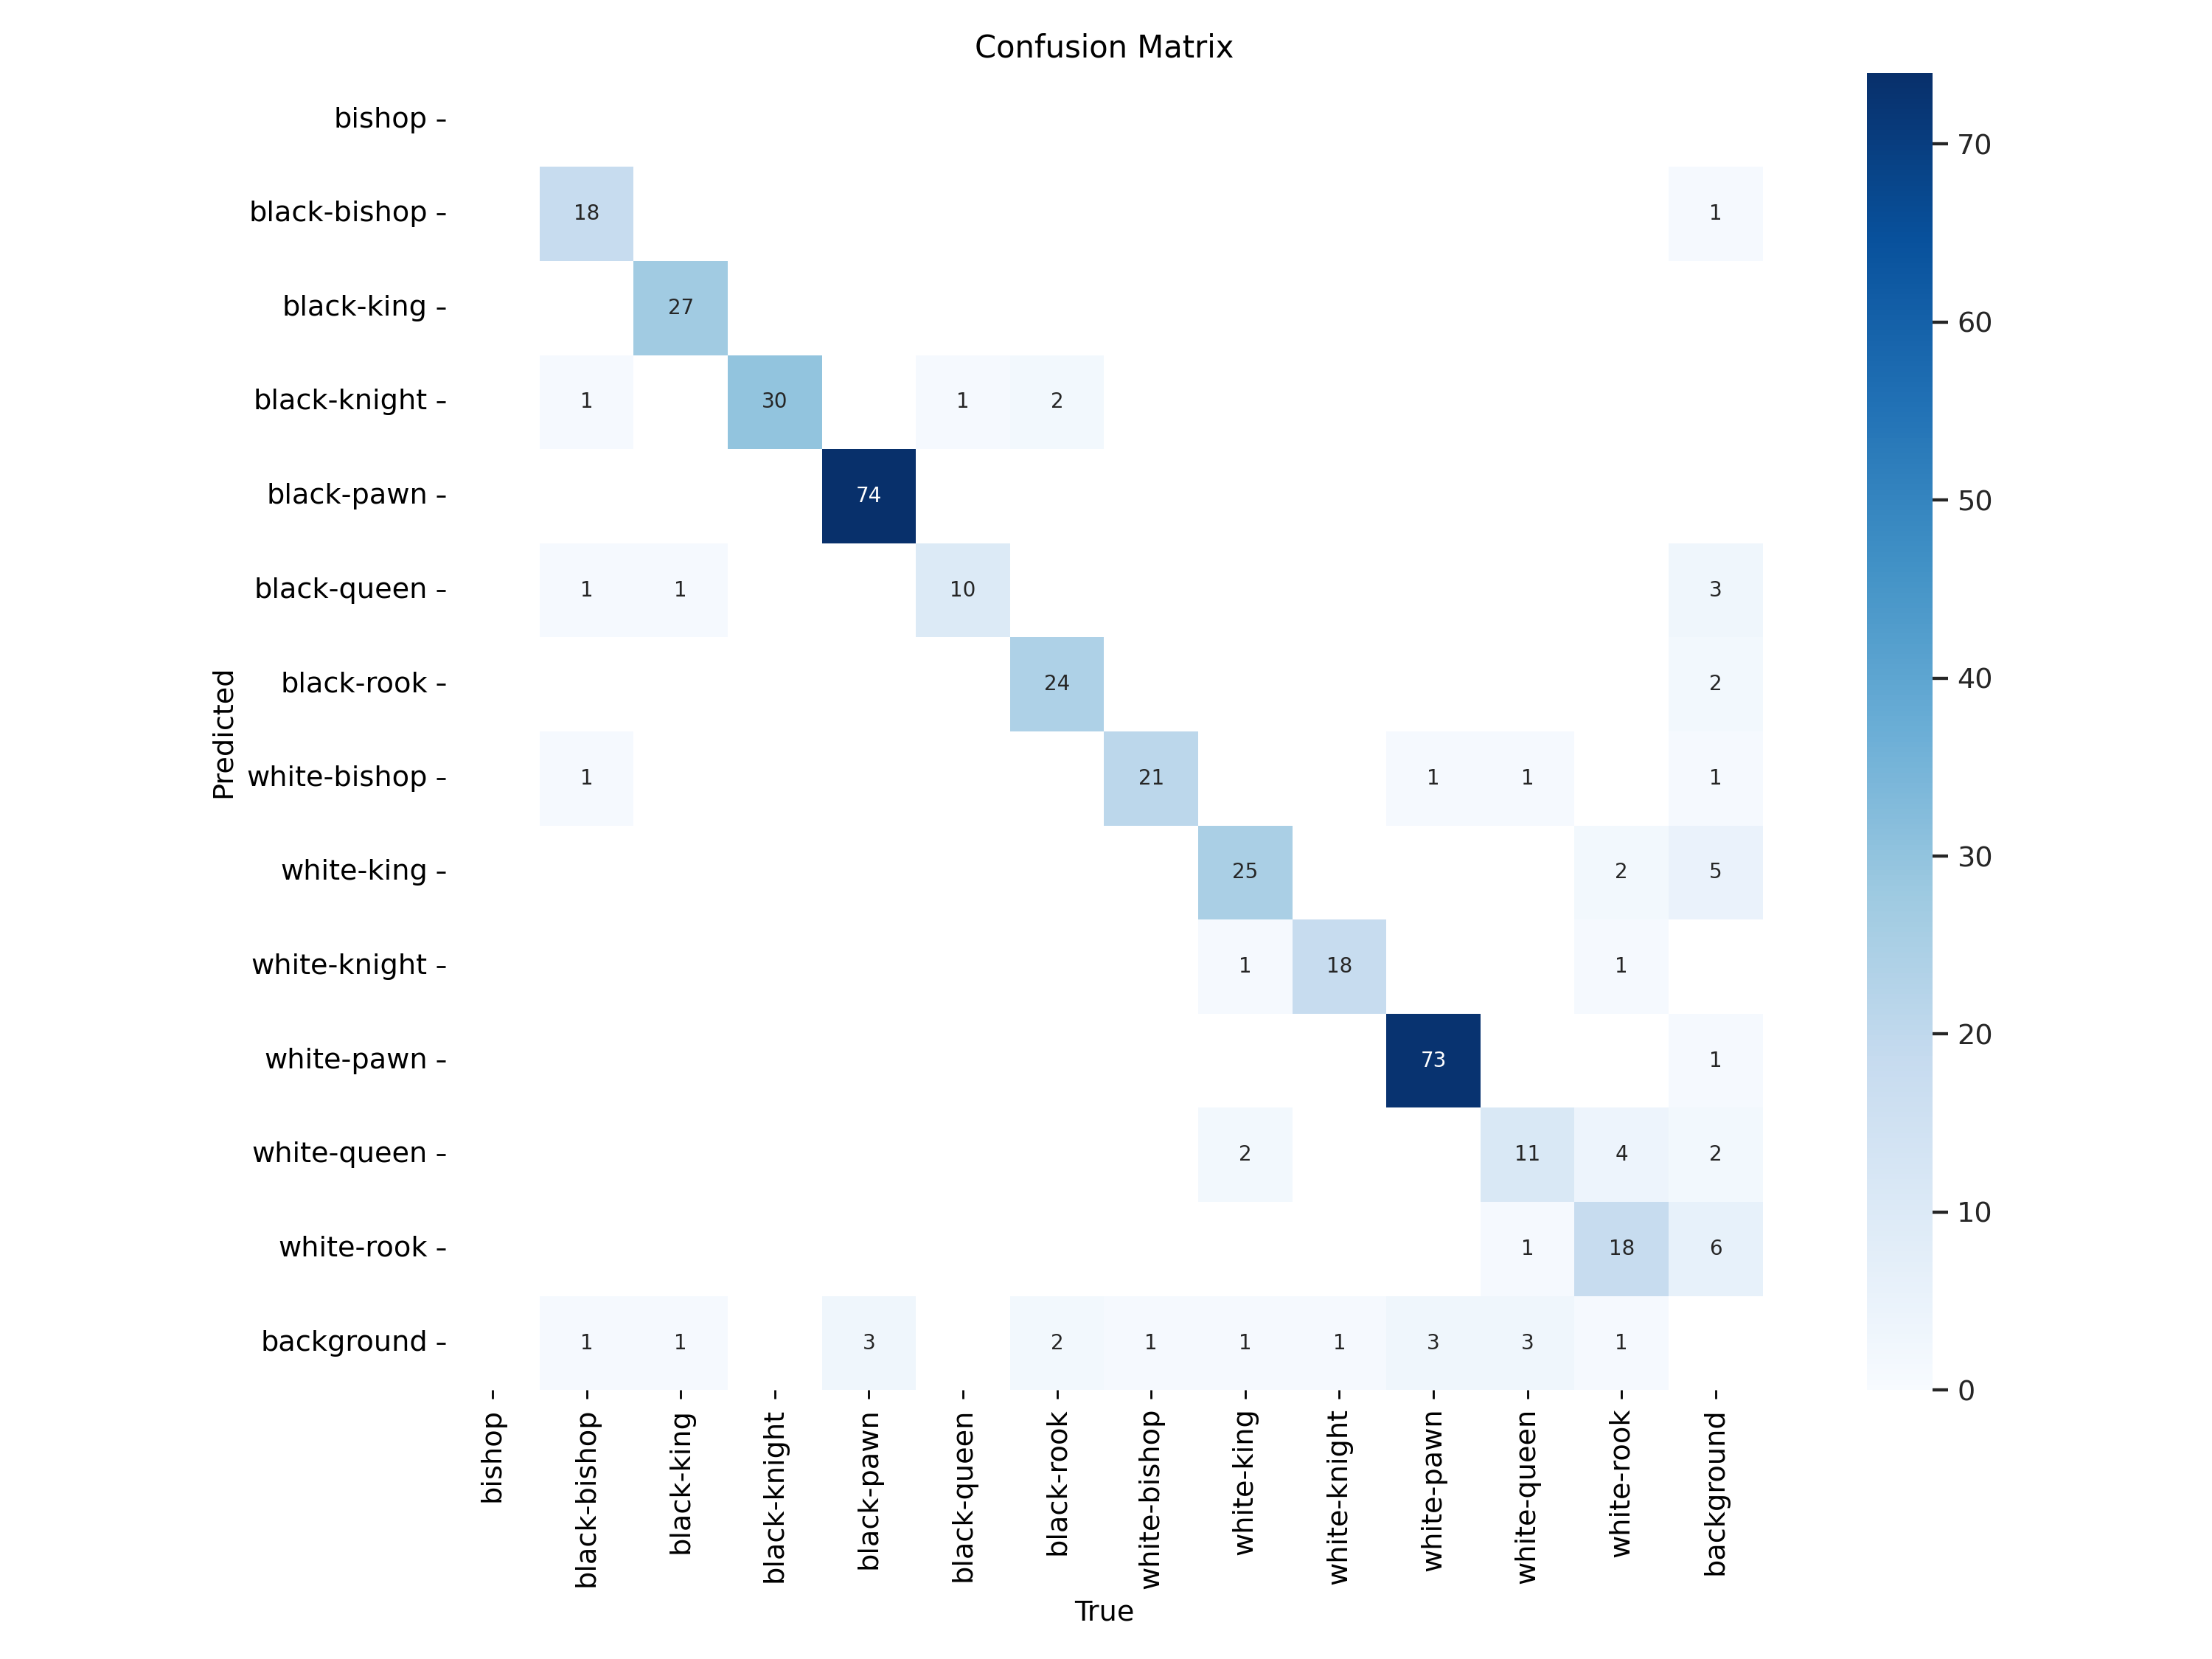 Confusion Matrix
bishop
black-bishop 18 1
black-king 27
black-knight 1 30 1 2
black-pawn 74
black-queen 1 1 10 3
black-rook 24 2
white-bishop 1 21 1 1 1
white-king 25 2 5
white-knight 1 18 1
white-pawn 73 1
white-queen 2 11 4 2
white-rook 1 18 6
background 1 1 3 2 1 1 1 3 3 1
Predicted
bishop black-bishop black-king black-knight black-pawn black-queen black-rook white-bishop white-king white-knight white-pawn white-queen white-rook background
True
70
60
50
40
30
20
10
0